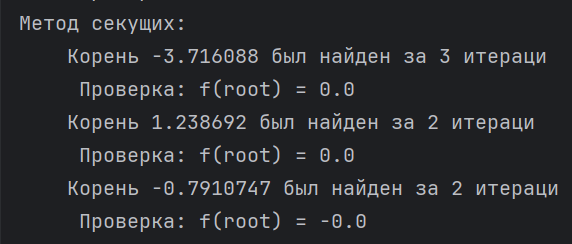 Метод секущих:
Корень -3.716088 был найден за 3 итераци
Проверка: f(root) = 0.0
Корень 1.238692 был найден за 2 итераци
Проверка: f(root) = 0.0
Корень -0.7910747 был найден за 2 итераци
Проверка: f(root) = -0.0